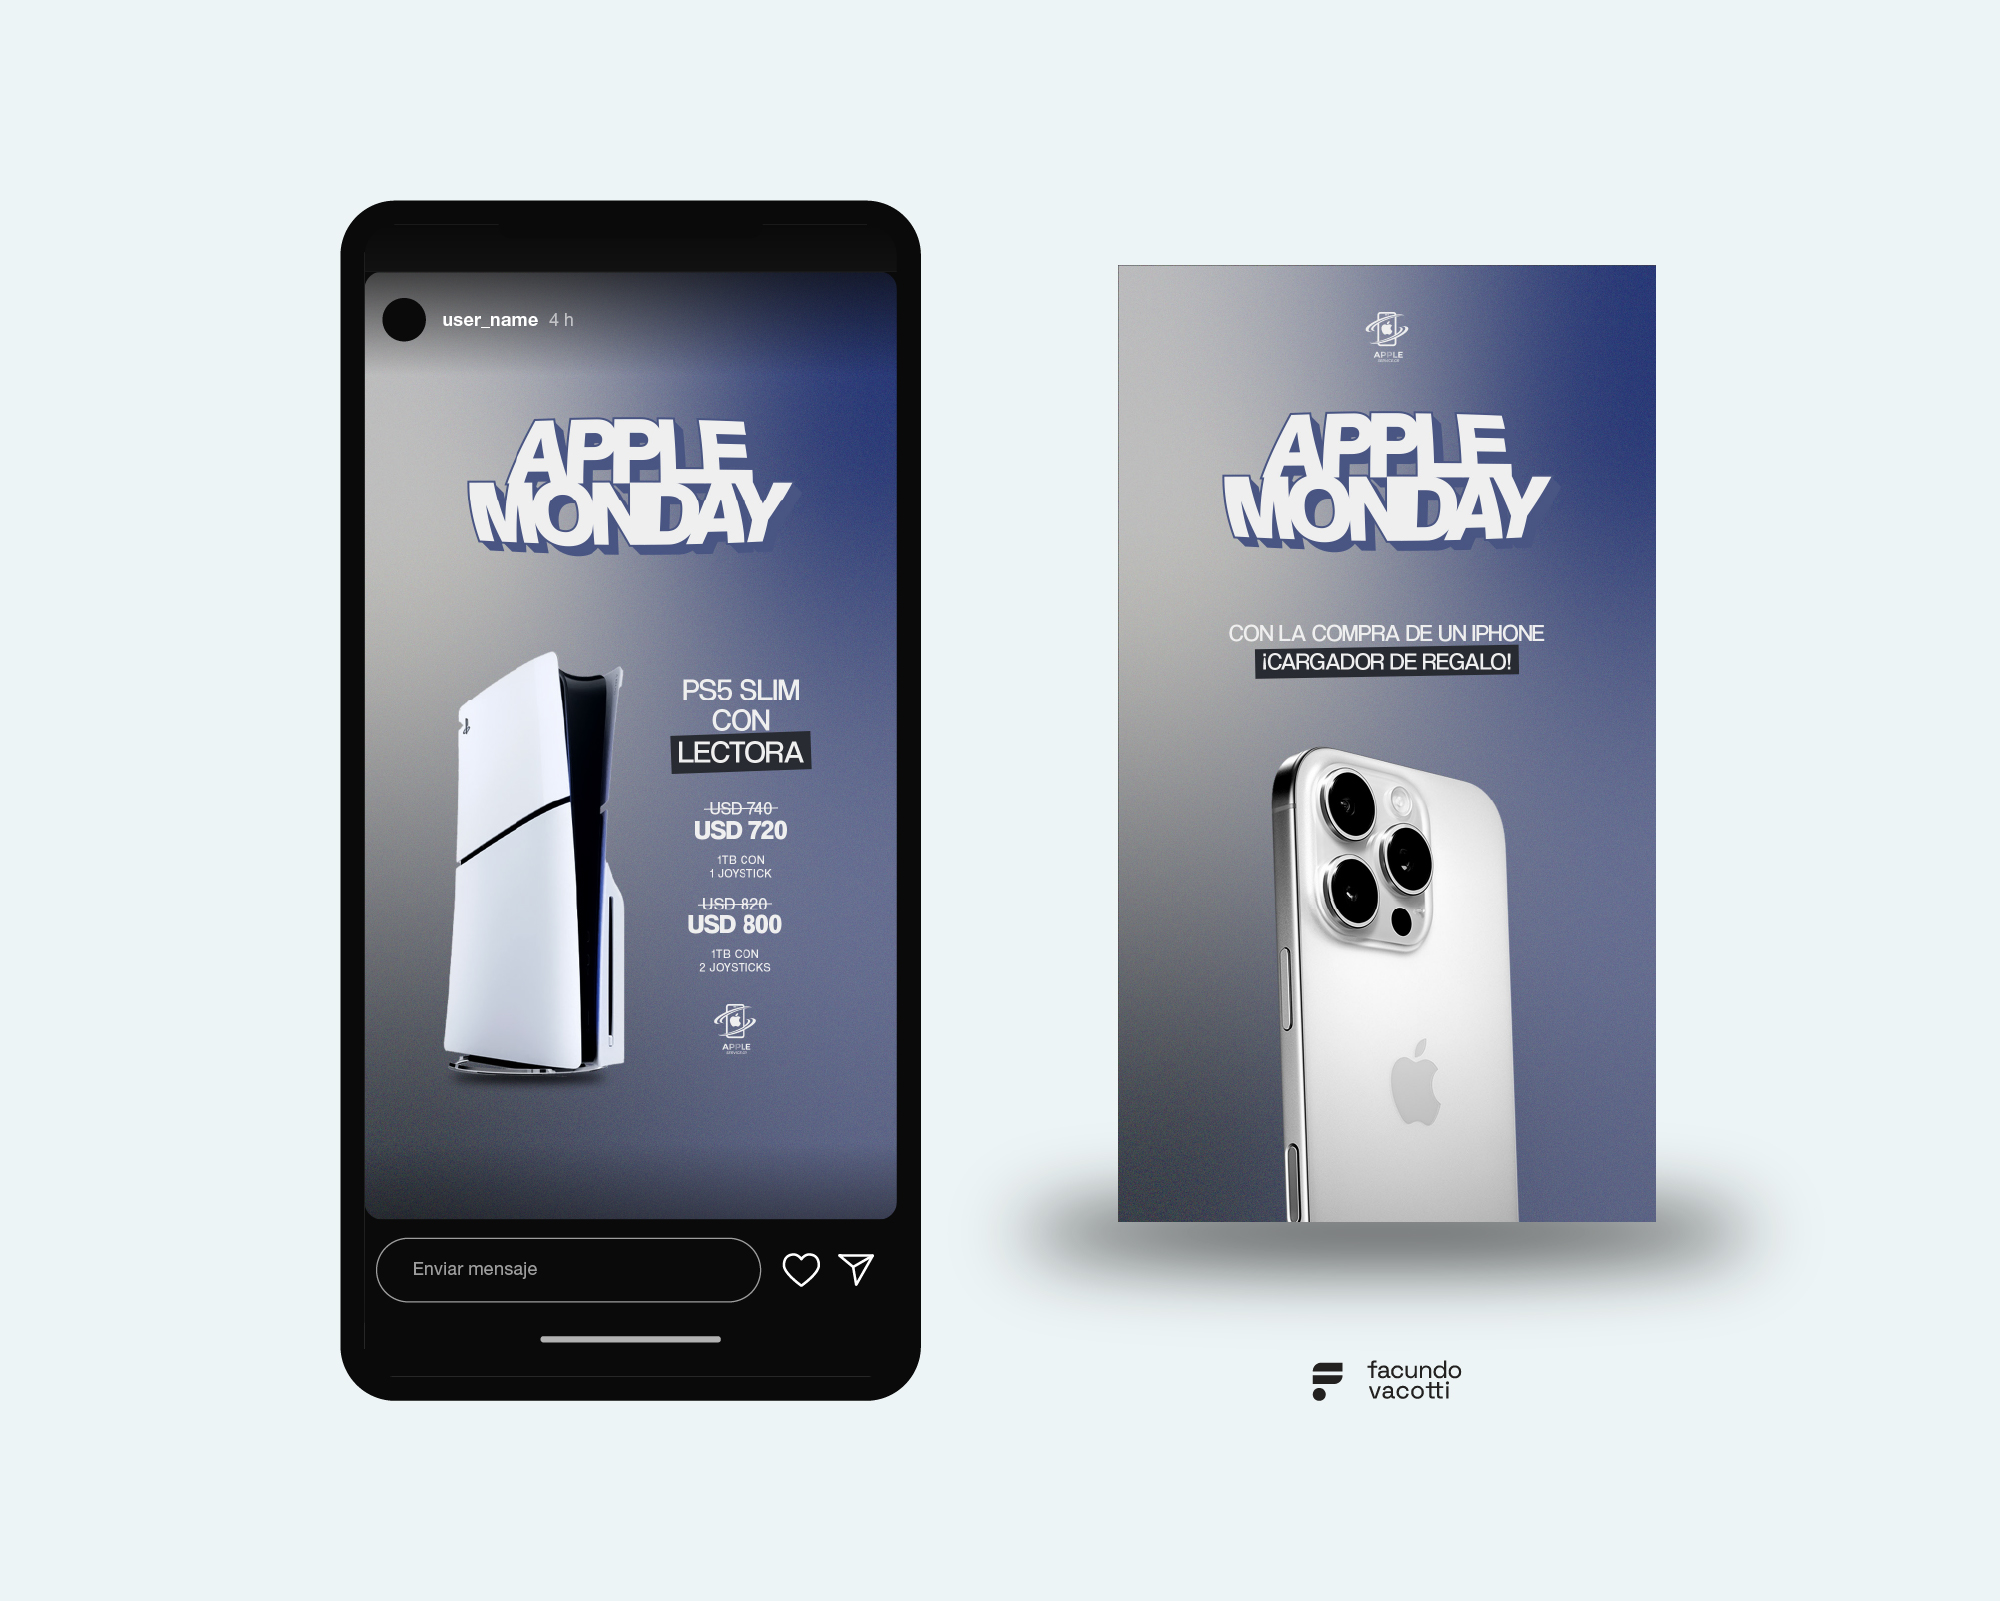 user_name 4 h
APPLE
MONDAY
PS5 SLIM
CON
LECTORA
USD 740
USD 720
1TB CON
1 JOYSTICK
USD 820
USD 800
1TB CON
2 JOYSTICKS
APPLE
Enviar mensaje
APPLE
APPLE
MONDAY
CON LA COMPRA DE UN IPHONE
¡CARGADOR DE REGALO!
facundo
vacotti